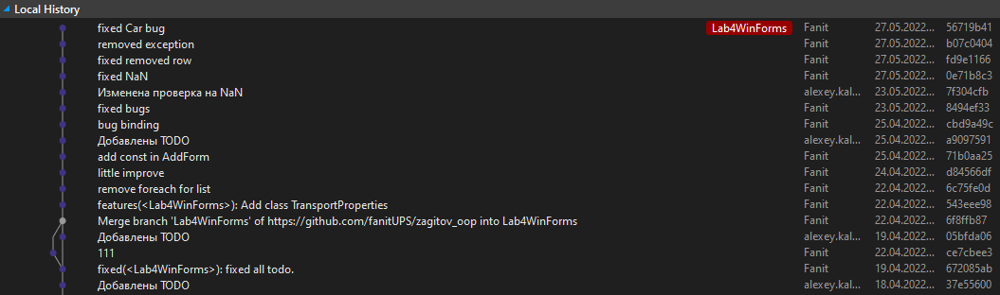 Local History
fixed Car bug Lab4WinForms Fanit 27.05.2022... 56719b41
removed exception Fanit 27.05.2022... b07c0404
fixed removed row Fanit 27.05.2022... fd9e1166
fixed NaN Fanit 27.05.2022... 0e71b8c3
Изменена проверка на NaN alexey.kal... 23.05.2022... 7f304cfb
fixed bugs Fanit 23.05.2022... 8494ef33
bug binding Fanit 25.04.2022... cbd9a49c
Добавлены TODO alexey.kal... 25.04.2022... a9097591
add const in AddForm Fanit 25.04.2022... 71b0aa25
little improve Fanit 24.04.2022... d84566df
remove foreach for list Fanit 22.04.2022... 6c75fe0d
features(<Lab4WinForms>): Add class TransportProperties Fanit 22.04.2022... 543eee98
Merge branch 'Lab4WinForms' of https://github.com/fanitUPS/zagitov_oop into Lab4WinForms Fanit 22.04.2022... 6f8ffb87
Добавлены TODO alexey.kal... 19.04.2022... 05bfda06
111 Fanit 22.04.2022... ce7cbee3
fixed(<Lab4WinForms>): fixed all todo. Fanit 19.04.2022... 672085ab
Добавлены TODO alexey.kal... 18.04.2022... 37e55600